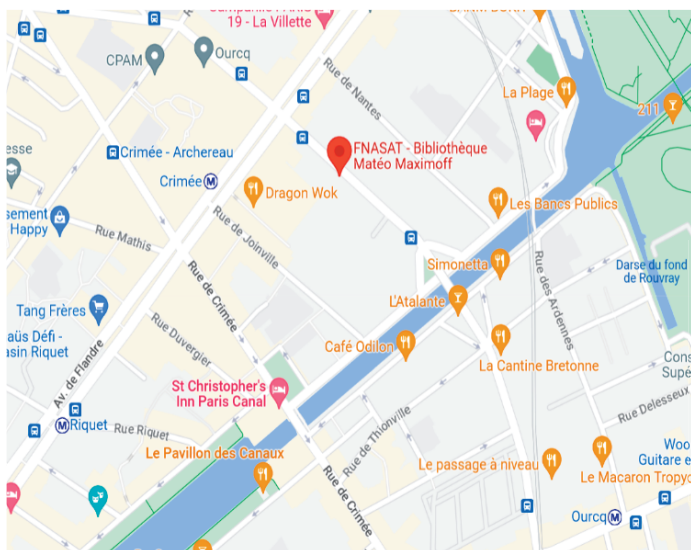 19 - La Villette
Ourcq
CPAM
Rue de Nantes
La Plage
211
FNASAT - Bibliothèque
Matéo Maximoff
Crimée - Archereau
Crimée
M
Dragon Wok
Les Bancs Publics
Happy
Rue Mathis
Rue de Joinville
Simonetta
Rue des Ardennes
Darse du fond
de Rouvray
Rue de Crimée
L'Atalante
Tang Frères
Rue Duvergier
Café Odilon
La Cantine Bretonne
Av. de Flandre
St Christopher's
Inn Paris Canal
Rue Delesseux
M
Riquet
Rue Riquet
Rue de Thionville
Le Pavillon des Canaux
Le passage à niveau
Le Macaron Tropyc
Woo
Guitare e
Rue de Crimée
Ourcq
M